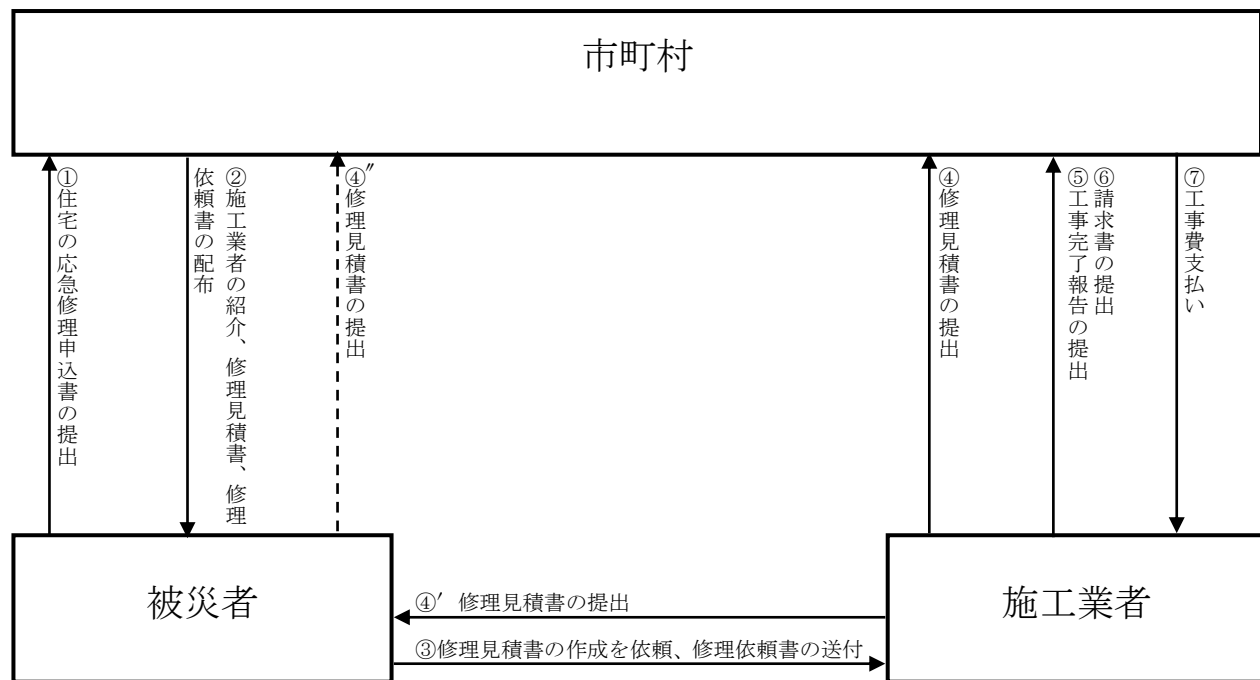 市町村
①住宅の応急修理申込書の提出
②施工業者の紹介、修理見積書、修理
依頼書の配布
④″修理見積書の提出
④修理見積書の提出
⑥請求書の提出
⑤工事完了報告の提出
⑦工事費支払い
被災者
④′修理見積書の提出
③修理見積書の作成を依頼、修理依頼書の送付
施工業者